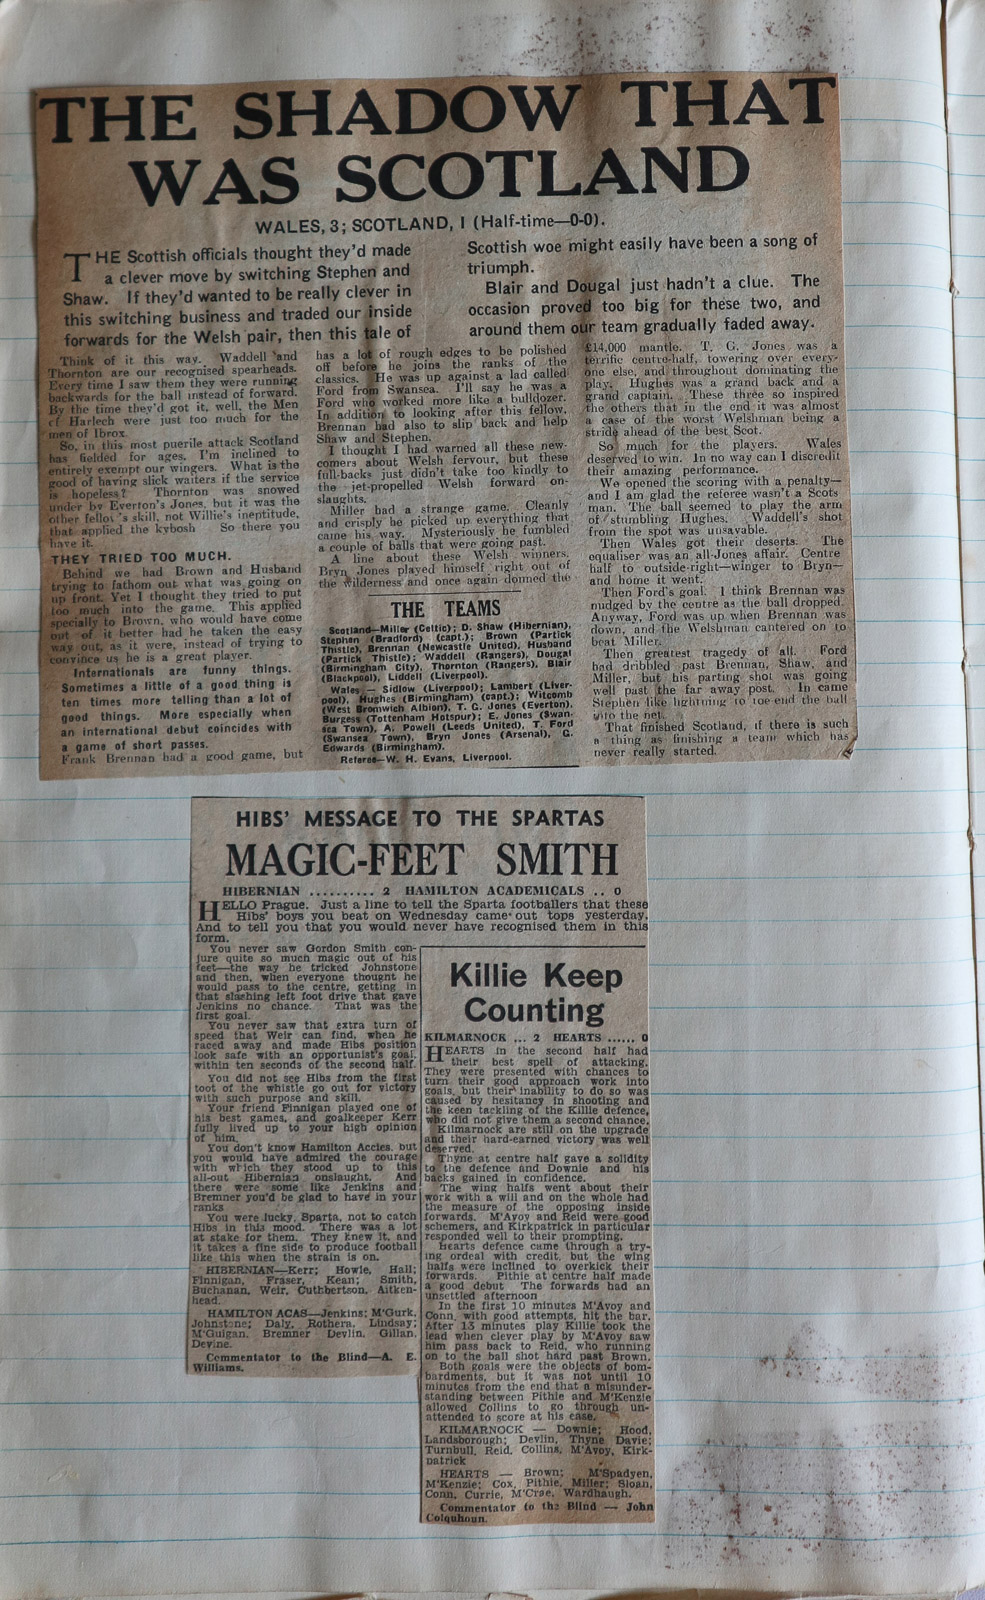 THE SHADOW THAT
WAS SCOTLAND
WALES, 3; SCOTLAND, 1 (Half-time—0-0).
THE Scottish officials thought they'd made
a clever move by switching Stephen and
Shaw. If they'd wanted to be really clever in
this switching business and traded our inside
forwards for the Welsh pair, then this tale of
Scottish woe might easily have been a song of
triumph.
Blair and Dougal just hadn't a clue. The
occasion proved too big for these two, and
around them our team gradually faded away.
Think of it this way. Waddell and
Thornton are our recognised spearheads.
Every time I saw them they were running
backwards for the ball instead of forward.
By the time they'd got it, well, the Men
of Harlech were just too much for the
men of Ibrox.
So, in this most puerile attack Scotland
has fielded for ages, I'm inclined to
entirely exempt our wingers. What is the
good of having slick waiters if the service
is hopeless? Thornton was snowed
under by Everton's Jones, but it was the
other fellow's skill, not Willie's ineptitude,
that applied the kybosh. So there you
have it.
THEY TRIED TOO MUCH.
Behind we had Brown and Husband
trying to fathom out what was going on
up front. Yet I thought they tried to put
too much into the game. This applied
specially to Brown, who would have come
out of it better had he taken the easy
way out, as it were, instead of trying to
convince us he is a great player.
Internationals are funny things.
Sometimes a little of a good thing is
ten times more telling than a lot of
good things. More especially when
an international debut coincides with
a game of short passes.
Frank Brennan had a good game, but
has a lot of rough edges to be polished
off before he joins the ranks of the
classics. He was up against a lad called
Ford from Swansea. I'll say he was a
Ford who worked more like a bulldozer.
In addition to looking after this fellow,
Brennan had also to slip back and help
Shaw and Stephen.
I thought I had warned all these new-
comers about Welsh fervour, but these
full-backs just didn't take too kindly to
the jet-propelled Welsh forward on-
slaughts.
Miller had a strange game. Cleanly
and crisply he picked up everything that
came his way. Mysteriously he fumbled
a couple of balls that were going past.
A line about these Welsh winners.
Bryn Jones played himself right out of
the wilderness and once again donned the
THE TEAMS
Scotland—Miller (Celtic); D. Shaw (Hibernian),
Stephen (Bradford) (capt.); Brown (Partick
Thistle), Brennan (Newcastle United), Husband
(Partick Thistle); Waddell (Rangers), Dougal
(Birmingham City), Thornton (Rangers), Blair
(Blackpool), Liddell (Liverpool).
Wales — Sidlow (Liverpool); Lambert (Liver-
pool), Hughes (Birmingham) (capt.); Witcomb
(West Bromwich Albion), T. G. Jones (Everton),
Burgess (Tottenham Hotspur); E. Jones (Swan-
sea Town), A. Powell (Leeds United), T. Ford
(Swansea Town), Bryn Jones (Arsenal), G.
Edwards (Birmingham).
Referee—W. H. Evans, Liverpool.
£14,000 mantle. T. G. Jones was a
terrific centre-half, towering over every-
one else, and throughout dominating the
play. Hughes was a grand back and a
grand captain. These three so inspired
the others that in the end it was almost
a case of the worst Welshman being a
stride ahead of the best Scot.
So much for the players. Wales
deserved to win. In no way can I discredit
their amazing performance.
We opened the scoring with a penalty—
and I am glad the referee wasn't a Scots
man. The ball seemed to play the arm
of stumbling Hughes. Waddell's shot
from the spot was unsavable.
Then Wales got their deserts. The
equaliser was an all-Jones affair. Centre
half to outside-right—winger to Bryn—
and home it went.
Then Ford's goal. I think Brennan was
nudged by the centre as the ball dropped.
Anyway, Ford was up when Brennan was
down, and the Welshman cantered on to
beat Miller.
Then greatest tragedy of all. Ford
had dribbled past Brennan, Shaw, and
Miller, but his parting shot was going
well past the far away post. In came
Stephen like lightning to toe-end the ball
into the net.
That finished Scotland, if there is such
a thing as finishing a team which has
never really started.
HIBS' MESSAGE TO THE SPARTAS
MAGIC-FEET SMITH
HIBERNIAN .......... 2 HAMILTON ACADEMICALS .. 0
HELLO Prague. Just a line to tell the Sparta footballers that these
Hibs' boys you beat on Wednesday came out tops yesterday.
And to tell you that you would never have recognised them in this
form.
You never saw Gordon Smith con-
jure quite so much magic out of his
feet—the way he tricked Johnstone
and then, when everyone thought he
would pass to the centre, getting in
that slashing left foot drive that gave
Jenkins no chance. That was the
first goal.
You never saw that extra turn of
speed that Weir can find, when he
raced away and made Hibs position
look safe with an opportunist's goal,
within ten seconds of the second half.
You did not see Hibs from the first
toot of the whistle go out for victory
with such purpose and skill.
Your friend Finnigan played one of
his best games, and goalkeeper Kerr
fully lived up to your high opinion
of him.
You don't know Hamilton Accies, but
you would have admired the courage
with which they stood up to this
all-out Hibernian onslaught. And
there were some like Jenkins and
Bremner you'd be glad to have in your
ranks
You were lucky, Sparta, not to catch
Hibs in this mood. There was a lot
at stake for them. They knew it, and
it takes a fine side to produce football
like this when the strain is on.
HIBERNIAN—Kerr; Howie, Hall;
Finnigan, Fraser, Kean; Smith,
Buchanan, Weir, Cuthbertson, Aitken-
head.
HAMILTON ACAS—Jenkins; M'Gurk,
Johnstone; Daly, Rothera, Lindsay;
M'Guigan, Bremner Devlin, Gillan,
Devine.
Commentator to the Blind—A. E.
Williams.
Killie Keep
Counting
KILMARNOCK ... 2 HEARTS ...... 0
HEARTS in the second half had
their best spell of attacking.
They were presented with chances to
turn their good approach work into
goals, but their inability to do so was
caused by hesitancy in shooting and
the keen tackling of the Killie defence,
who did not give them a second chance.
Kilmarnock are still on the upgrade
and their hard-earned victory was well
deserved.
Thyne at centre half gave a solidity
to the defence and Downie and his
backs gained in confidence.
The wing halfs went about their
work with a will and on the whole had
the measure of the opposing inside
forwards. M'Avoy and Reid were good
schemers, and Kirkpatrick in particular
responded well to their prompting.
Hearts defence came through a try-
ing ordeal with credit, but the wing
halfs were inclined to overkick their
forwards. Pithie at centre half made
a good debut The forwards had an
unsettled afternoon
In the first 10 minutes M'Avoy and
Conn, with good attempts, hit the bar.
After 13 minutes play Killie took the
lead when clever play by M'Avoy saw
him pass back to Reid, who running
on to the ball shot hard past Brown.
Both goals were the objects of bom-
bardments, but it was not until 10
minutes from the end that a misunder-
standing between Pithie and M'Kenzie
allowed Collins to go through un-
attended to score at his ease.
KILMARNOCK — Downie; Hood,
Landsborough; Devlin, Thyne Davie;
Turnbull, Reid, Collins, M'Avoy, Kirk-
patrick
HEARTS — Brown; M'Spadyen,
M'Kenzie; Cox, Pithie, Miller; Sloan,
Conn, Currie, M'Crae, Wardhaugh.
Commentator to the Blind — John
Colquhoun.